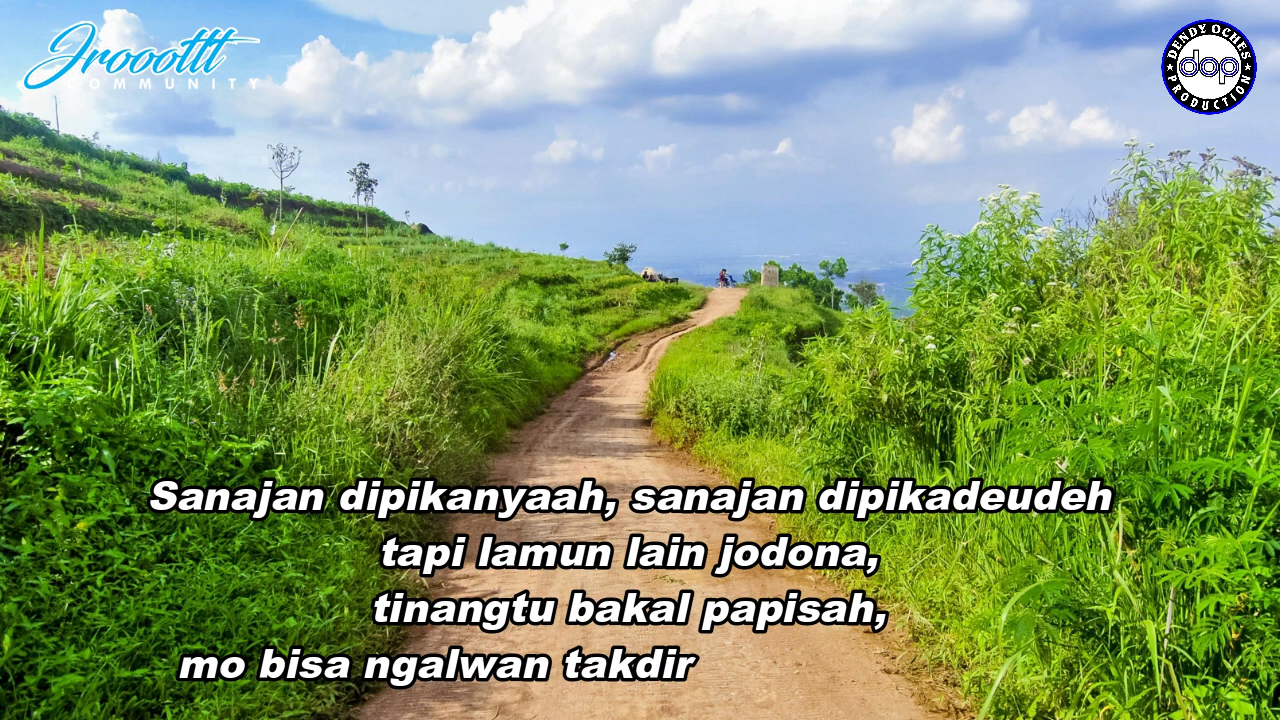 Jrooottt
COMMUNITY
DENDY OCHES
dop
PRODUCTION
Sanajan dipikanyaah, sanajan dipikadeudeh
tapi lamun lain jodona,
tinangtu bakal papisah,
mo bisa ngalwan takdir